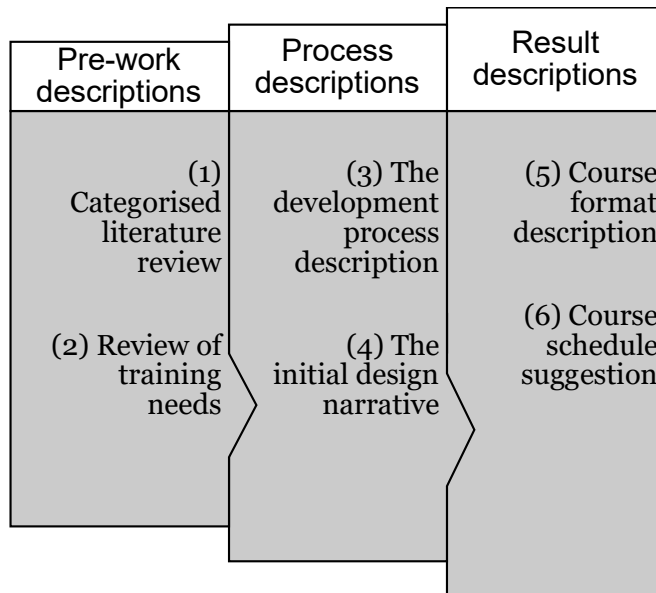 Pre-work
descriptions
(1)
Categorised
literature
review
(2) Review of
training
needs
Process
descriptions
(3) The
development
process
description
(4) The
initial design
narrative
Result
descriptions
(5) Course
format
description
(6) Course
schedule
suggestion